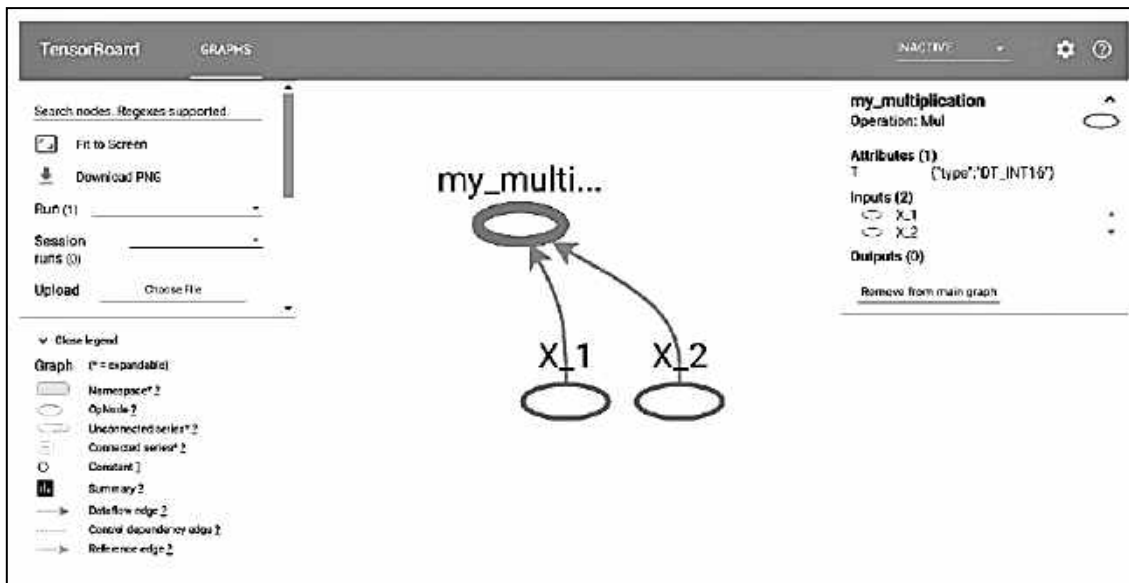 TensorBoard GRAPHS INACTIVE
Search nodes. Regexes supported.
Fit to Screen
Download PNG
Run (1)
Session
runs (0)
Upload Choose File
Close legend
Graph (* = expandable)
Namespace* ?
OpNode ?
Unconnected series* ?
Connected series* ?
Constant ?
Summary ?
Dataflow edge ?
Control dependency edge ?
Reference edge ?
my_multi...
X_1 X_2
my_multiplication
Operation: Mul
Attributes (1)
T {"type":"DT_INT16"}
Inputs (2)
X_1
X_2
Outputs (0)
Remove from main graph